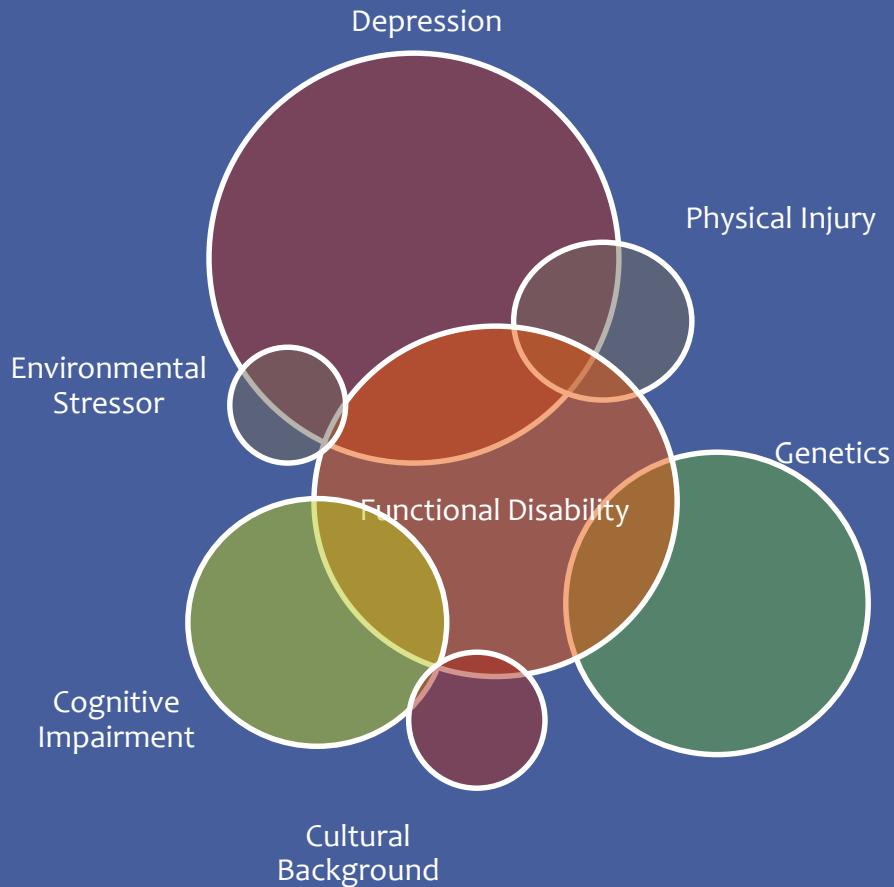 Depression
Physical Injury
Environmental
Stressor
Genetics
Functional Disability
Cognitive
Impairment
Cultural
Background